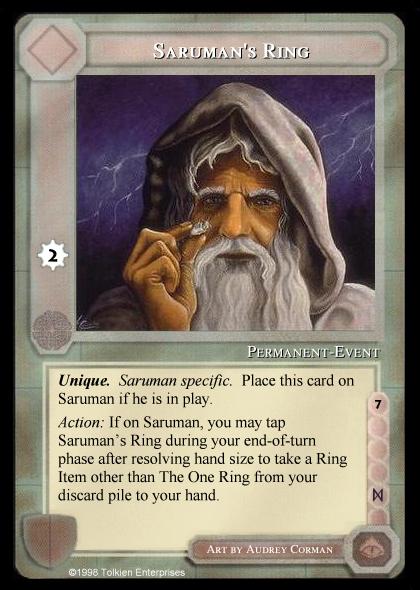 Saruman's Ring
2
Permanent-Event
Unique. Saruman specific. Place this card on
Saruman if he is in play.
Action: If on Saruman, you may tap
Saruman's Ring during your end-of-turn
phase after resolving hand size to take a Ring
Item other than The One Ring from your
discard pile to your hand.
7
Art by Audrey Corman
©1998 Tolkien Enterprises